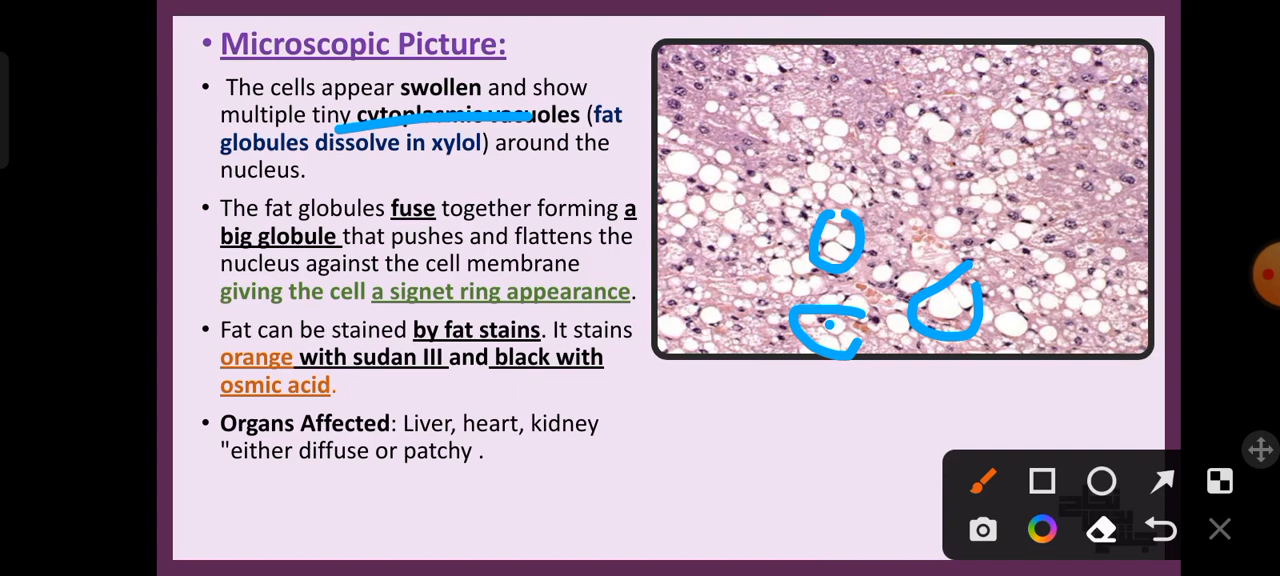 • Microscopic Picture:
• The cells appear swollen and show
multiple tiny cytoplasmic vacuoles (fat
globules dissolve in xylol) around the
nucleus.
• The fat globules fuse together forming a
big globule that pushes and flattens the
nucleus against the cell membrane
giving the cell a signet ring appearance.
• Fat can be stained by fat stains. It stains
orange with sudan III and black with
osmic acid.
• Organs Affected: Liver, heart, kidney
"either diffuse or patchy .